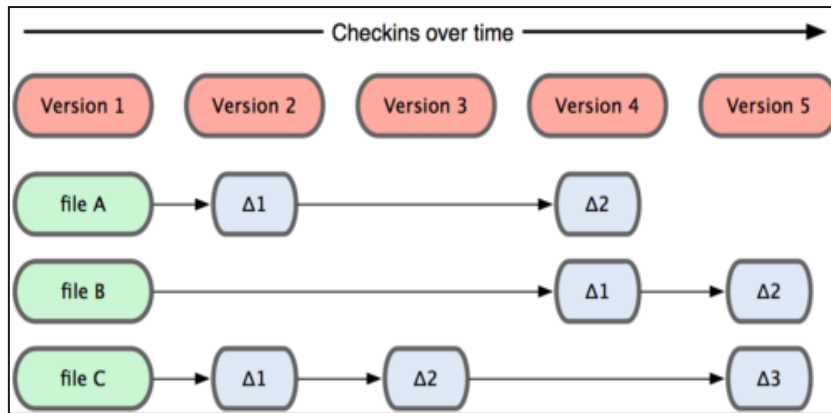 Checkins over time
Version 1 Version 2 Version 3 Version 4 Version 5
file A Δ1 Δ2
file B Δ1 Δ2
file C Δ1 Δ2 Δ3